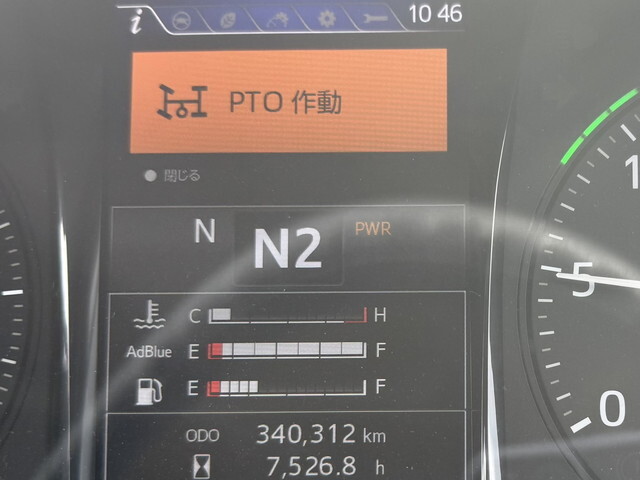 i 10 46
PTO 作動
閉じる
N N2 PWR
C H
AdBlue E F
E F
ODO 340,312 km
7,526.8 h
1
5
0